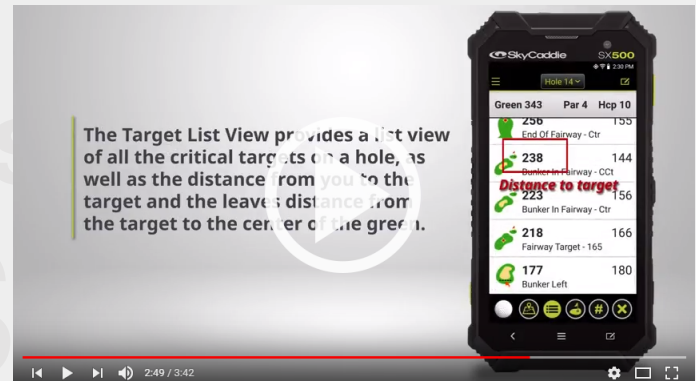 The Target List View provides a list view
of all the critical targets on a hole, as
well as the distance from you to the
target and the leaves distance from
the target to the center of the green.
SkyCaddie SX500
2:30 PM
Hole 14
Green 343 Par 4 Hcp 10
256 155
End Of Fairway - Ctr
238 144
Bunker In Fairway - CCt
Distance to target
223 156
Bunker In Fairway - Ctr
218 166
Fairway Target - 165
177 180
Bunker Left
#
2:49 / 3:42